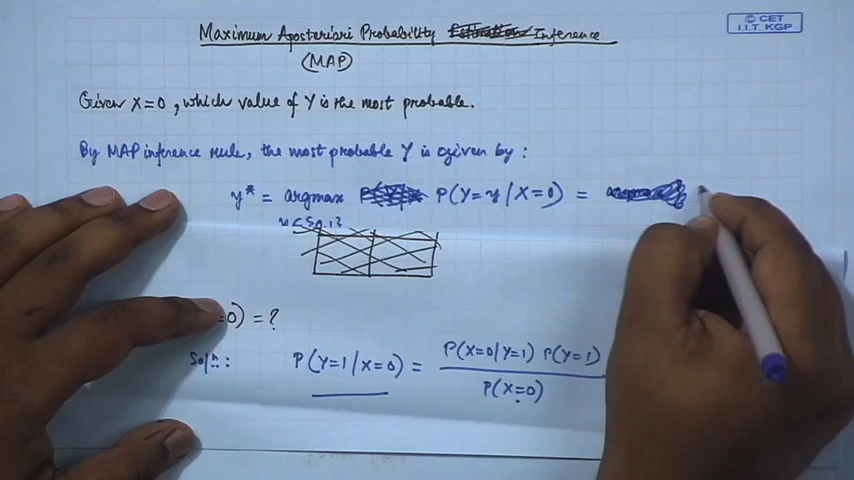 © CET
I.I.T. KGP
Maximum Aposteriori Probability Inference
(MAP)
Given X=0, which value of Y is the most probable.
By MAP inference rule, the most probable Y is given by:
y* = argmax P(Y=y/X=0) =
=0) = ?
Soln: P(Y=1/X=0) = P(X=0/Y=1) P(Y=1)
P(X=0)